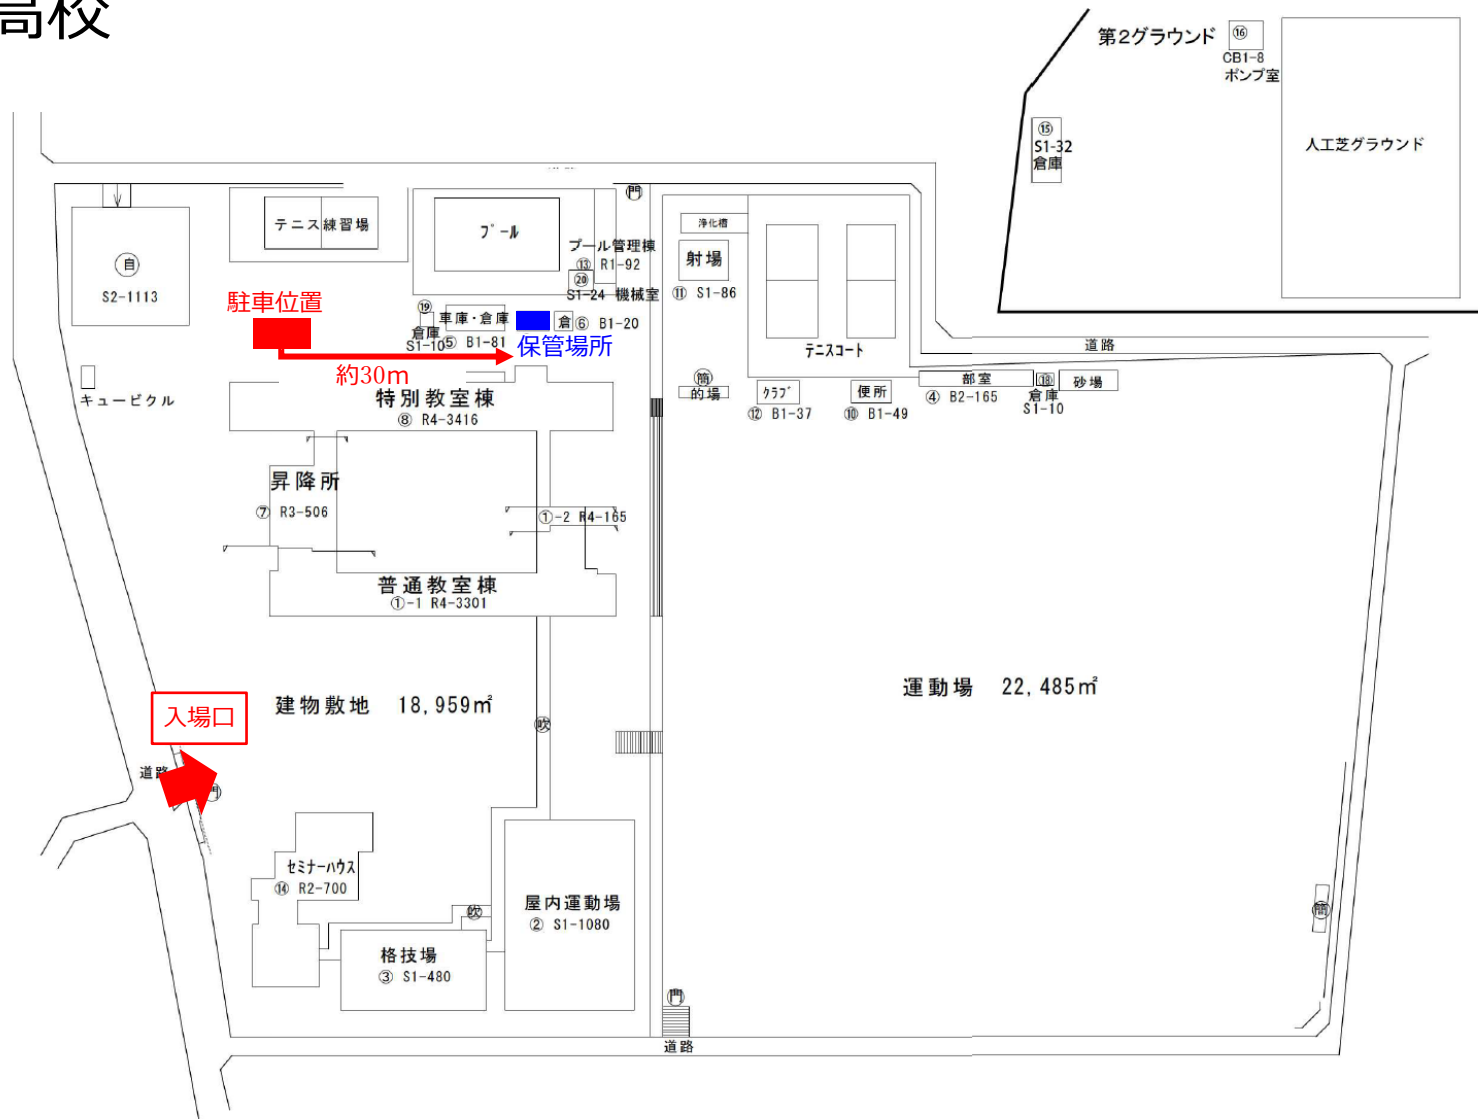 高校
第2グラウンド
⑯
CB1-8
ポンプ室
⑮
S1-32
倉庫
人工芝グラウンド
門
テニス練習場
プール
プール管理棟
⑬ R1-92
⑳
S1-24 機械室
浄化槽
射場
⑪ S1-86
自
S2-1113
駐車位置
⑲
倉庫
S1-10
車庫・倉庫
⑤ B1-81
倉
⑥ B1-20
保管場所
約30m
テニスコート
道路
キュービクル
特別教室棟
⑧ R4-3416
簡
的場
クラブ
⑫ B1-37
便所
⑩ B1-49
部室
④ B2-165
⑱
倉庫
S1-10
砂場
昇降所
⑦ R3-506
①-2 R4-165
普通教室棟
①-1 R4-3301
建物敷地 18,959㎡
運動場 22,485㎡
入場口
吹
道路
門
セミナーハウス
⑭ R2-700
吹
屋内運動場
② S1-1080
格技場
③ S1-480
簡
門
道路